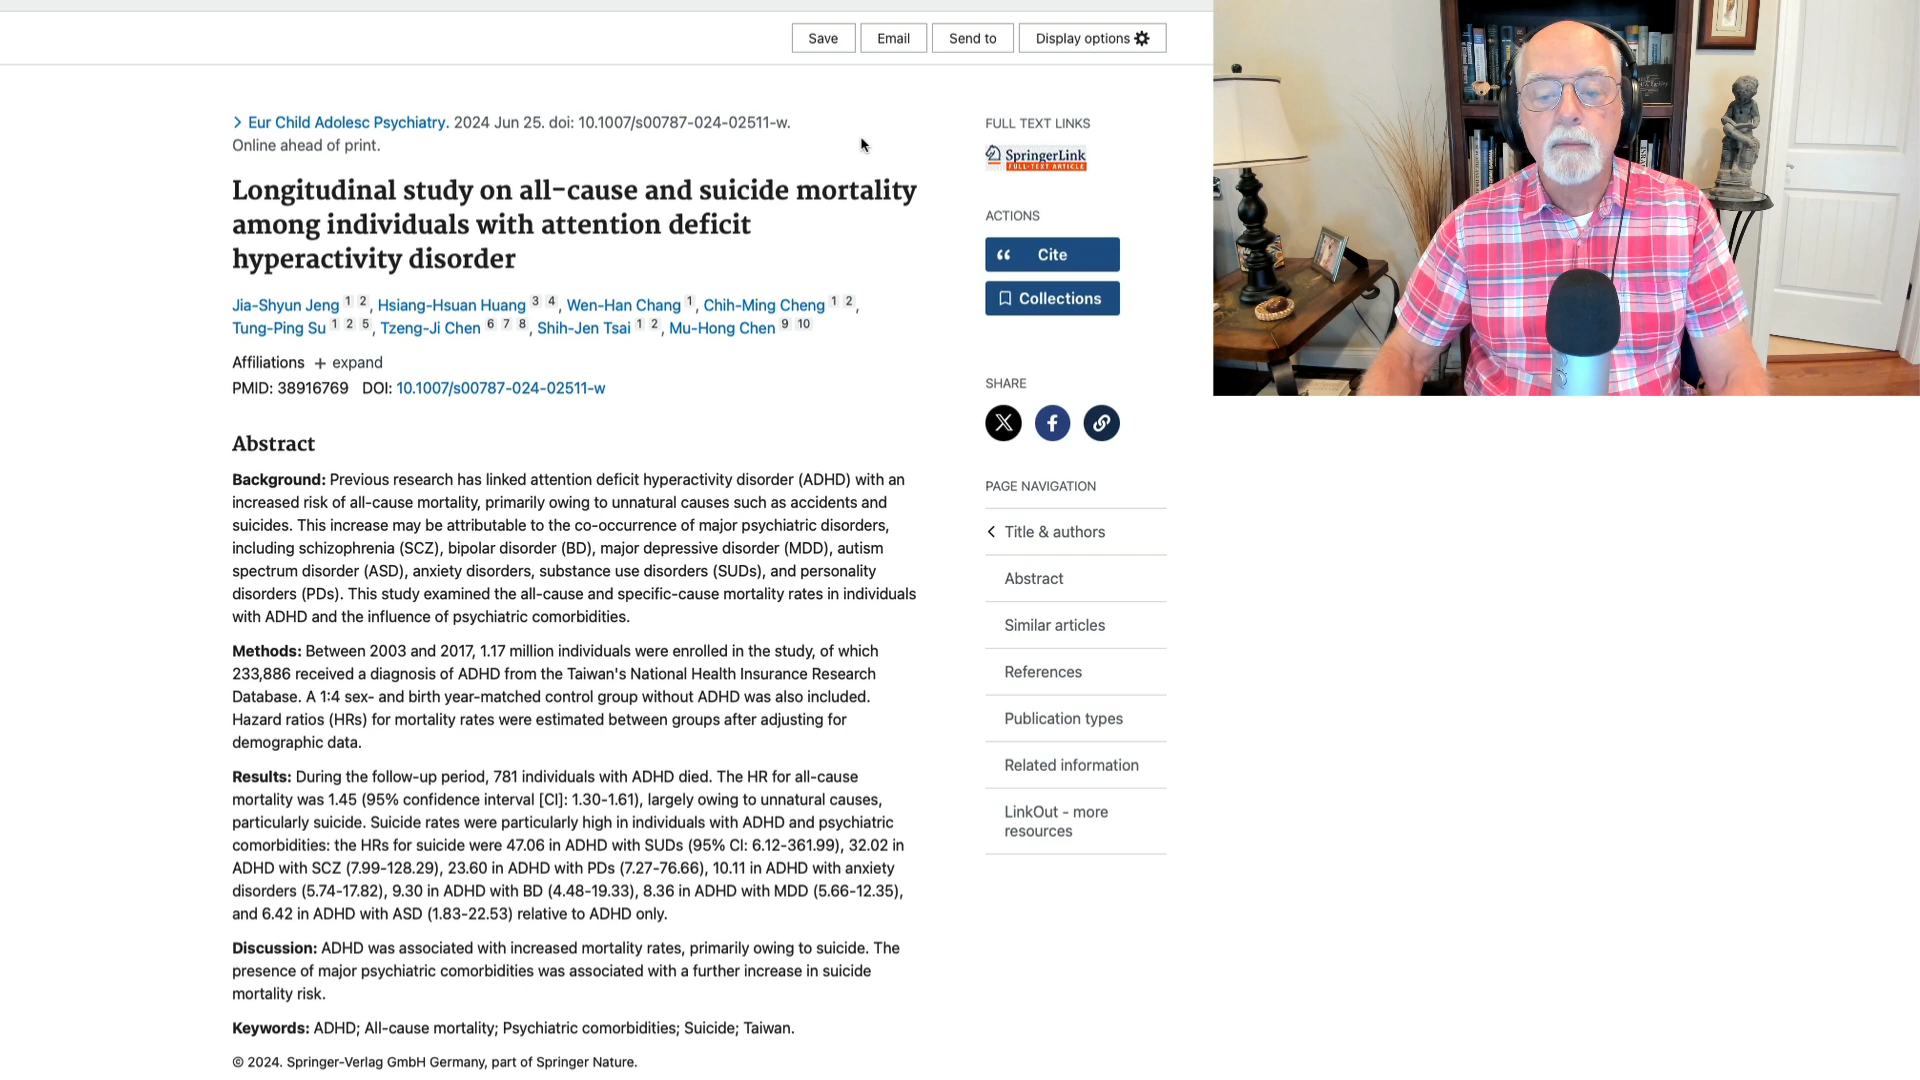 Save
Email
Send to
Display options
Eur Child Adolesc Psychiatry. 2024 Jun 25. doi: 10.1007/s00787-024-02511-w.
Online ahead of print.
Longitudinal study on all-cause and suicide mortality
among individuals with attention deficit
hyperactivity disorder
Jia-Shyun Jeng 1 2, Hsiang-Hsuan Huang 3 4, Wen-Han Chang 1, Chih-Ming Cheng 1 2,
Tung-Ping Su 1 2 5, Tzeng-Ji Chen 6 7 8, Shih-Jen Tsai 1 2, Mu-Hong Chen 9 10
Affiliations + expand
PMID: 38916769 DOI: 10.1007/s00787-024-02511-w
Abstract
Background: Previous research has linked attention deficit hyperactivity disorder (ADHD) with an
increased risk of all-cause mortality, primarily owing to unnatural causes such as accidents and
suicides. This increase may be attributable to the co-occurrence of major psychiatric disorders,
including schizophrenia (SCZ), bipolar disorder (BD), major depressive disorder (MDD), autism
spectrum disorder (ASD), anxiety disorders, substance use disorders (SUDs), and personality
disorders (PDs). This study examined the all-cause and specific-cause mortality rates in individuals
with ADHD and the influence of psychiatric comorbidities.
Methods: Between 2003 and 2017, 1.17 million individuals were enrolled in the study, of which
233,886 received a diagnosis of ADHD from the Taiwan's National Health Insurance Research
Database. A 1:4 sex- and birth year-matched control group without ADHD was also included.
Hazard ratios (HRs) for mortality rates were estimated between groups after adjusting for
demographic data.
Results: During the follow-up period, 781 individuals with ADHD died. The HR for all-cause
mortality was 1.45 (95% confidence interval [CI]: 1.30-1.61), largely owing to unnatural causes,
particularly suicide. Suicide rates were particularly high in individuals with ADHD and psychiatric
comorbidities: the HRs for suicide were 47.06 in ADHD with SUDs (95% CI: 6.12-361.99), 32.02 in
ADHD with SCZ (7.99-128.29), 23.60 in ADHD with PDs (7.27-76.66), 10.11 in ADHD with anxiety
disorders (5.74-17.82), 9.30 in ADHD with BD (4.48-19.33), 8.36 in ADHD with MDD (5.66-12.35),
and 6.42 in ADHD with ASD (1.83-22.53) relative to ADHD only.
Discussion: ADHD was associated with increased mortality rates, primarily owing to suicide. The
presence of major psychiatric comorbidities was associated with a further increase in suicide
mortality risk.
Keywords: ADHD; All-cause mortality; Psychiatric comorbidities; Suicide; Taiwan.
© 2024. Springer-Verlag GmbH Germany, part of Springer Nature.
FULL TEXT LINKS
SpringerLink
FULL-TEXT ARTICLE
ACTIONS
Cite
Collections
SHARE
PAGE NAVIGATION
Title & authors
Abstract
Similar articles
References
Publication types
Related information
LinkOut - more
resources